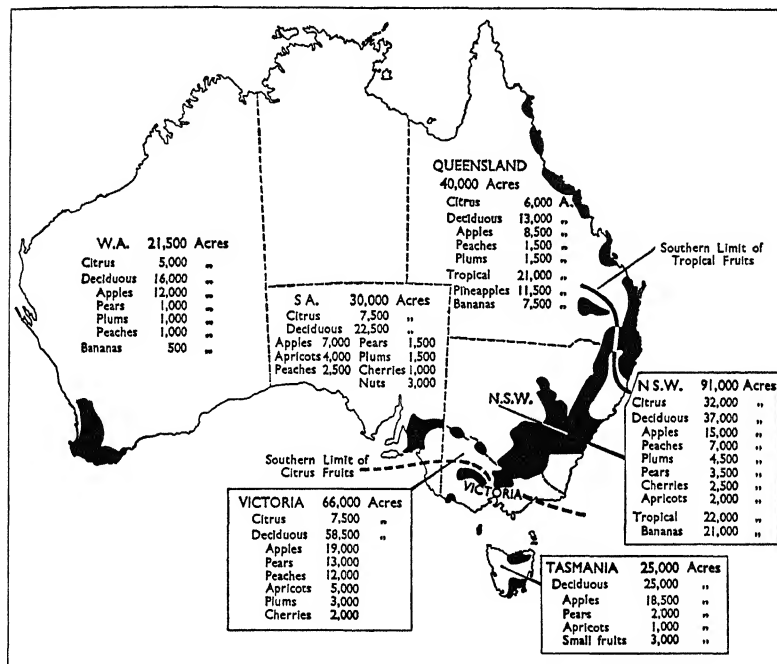 QUEENSLAND
40,000 Acres
Citrus 6,000 A.
Deciduous 13,000 "
Apples 8,500 "
Peaches 1,500 "
Plums 1,500 "
Tropical 21,000 "
Pineapples 11,500 "
Bananas 7,500 "
Southern Limit of
Tropical Fruits
W.A. 21,500 Acres
Citrus 5,000 "
Deciduous 16,000 "
Apples 12,000 "
Pears 1,000 "
Plums 1,000 "
Peaches 1,000 "
Bananas 500 "
S A. 30,000 Acres
Citrus 7,500 "
Deciduous 22,500 "
Apples 7,000 Pears 1,500
Apricots 4,000 Plums 1,500
Peaches 2,500 Cherries 1,000
Nuts 3,000
N.S.W.
N S.W. 91,000 Acres
Citrus 32,000 "
Deciduous 37,000 "
Apples 15,000 "
Peaches 7,000 "
Plums 4,500 "
Pears 3,500 "
Cherries 2,500 "
Apricots 2,000 "
Tropical 22,000 "
Bananas 21,000 "
Southern Limit of
Citrus Fruits
VICTORIA
VICTORIA 66,000 Acres
Citrus 7,500 "
Deciduous 58,500 "
Apples 19,000
Pears 13,000
Peaches 12,000
Apricots 5,000
Plums 3,000
Cherries 2,000
TASMANIA 25,000 Acres
Deciduous 25,000 "
Apples 18,500 "
Pears 2,000 "
Apricots 1,000 "
Small fruits 3,000 "